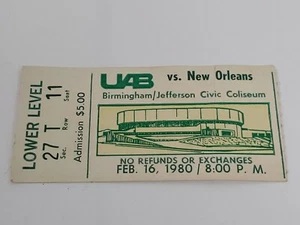 LOWER LEVEL
27 T 11
Sec. Row Seat
Admission $5.00
UAB vs. New Orleans
Birmingham/Jefferson Civic Coliseum
NO REFUNDS OR EXCHANGES
FEB. 16, 1980 / 8:00 P. M.